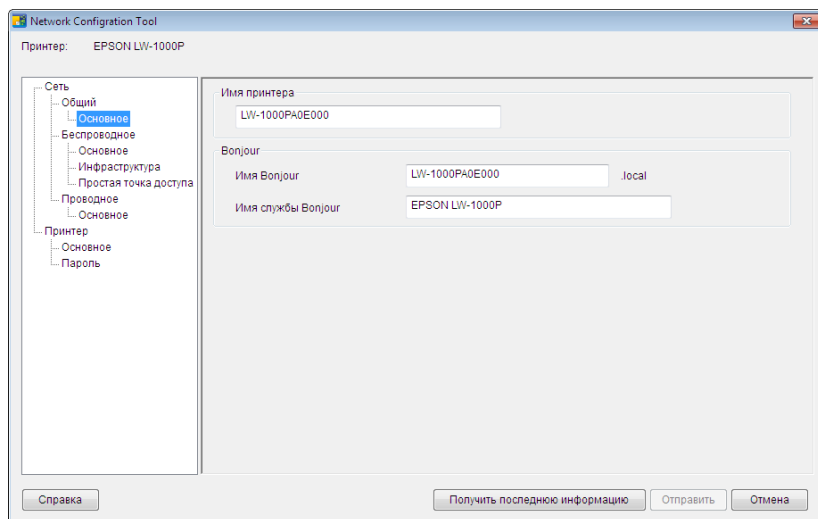 Network Configration Tool
Принтер: EPSON LW-1000P
Сеть
Общий
Основное
Беспроводное
Основное
Инфраструктура
Простая точка доступа
Проводное
Основное
Принтер
Основное
Пароль
Имя принтера
LW-1000PA0E000
Bonjour
Имя Bonjour LW-1000PA0E000 .local
Имя службы Bonjour EPSON LW-1000P
Справка Получить последнюю информацию Отправить Отмена